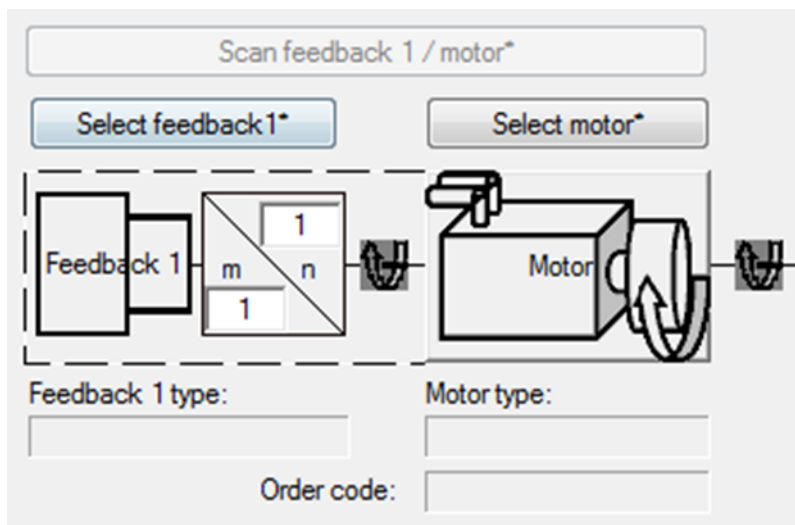 Scan feedback 1 / motor*
Select feedback1*
Select motor*
1
Feedback 1
m
n
1
Motor
Feedback 1 type:
Motor type:
Order code: